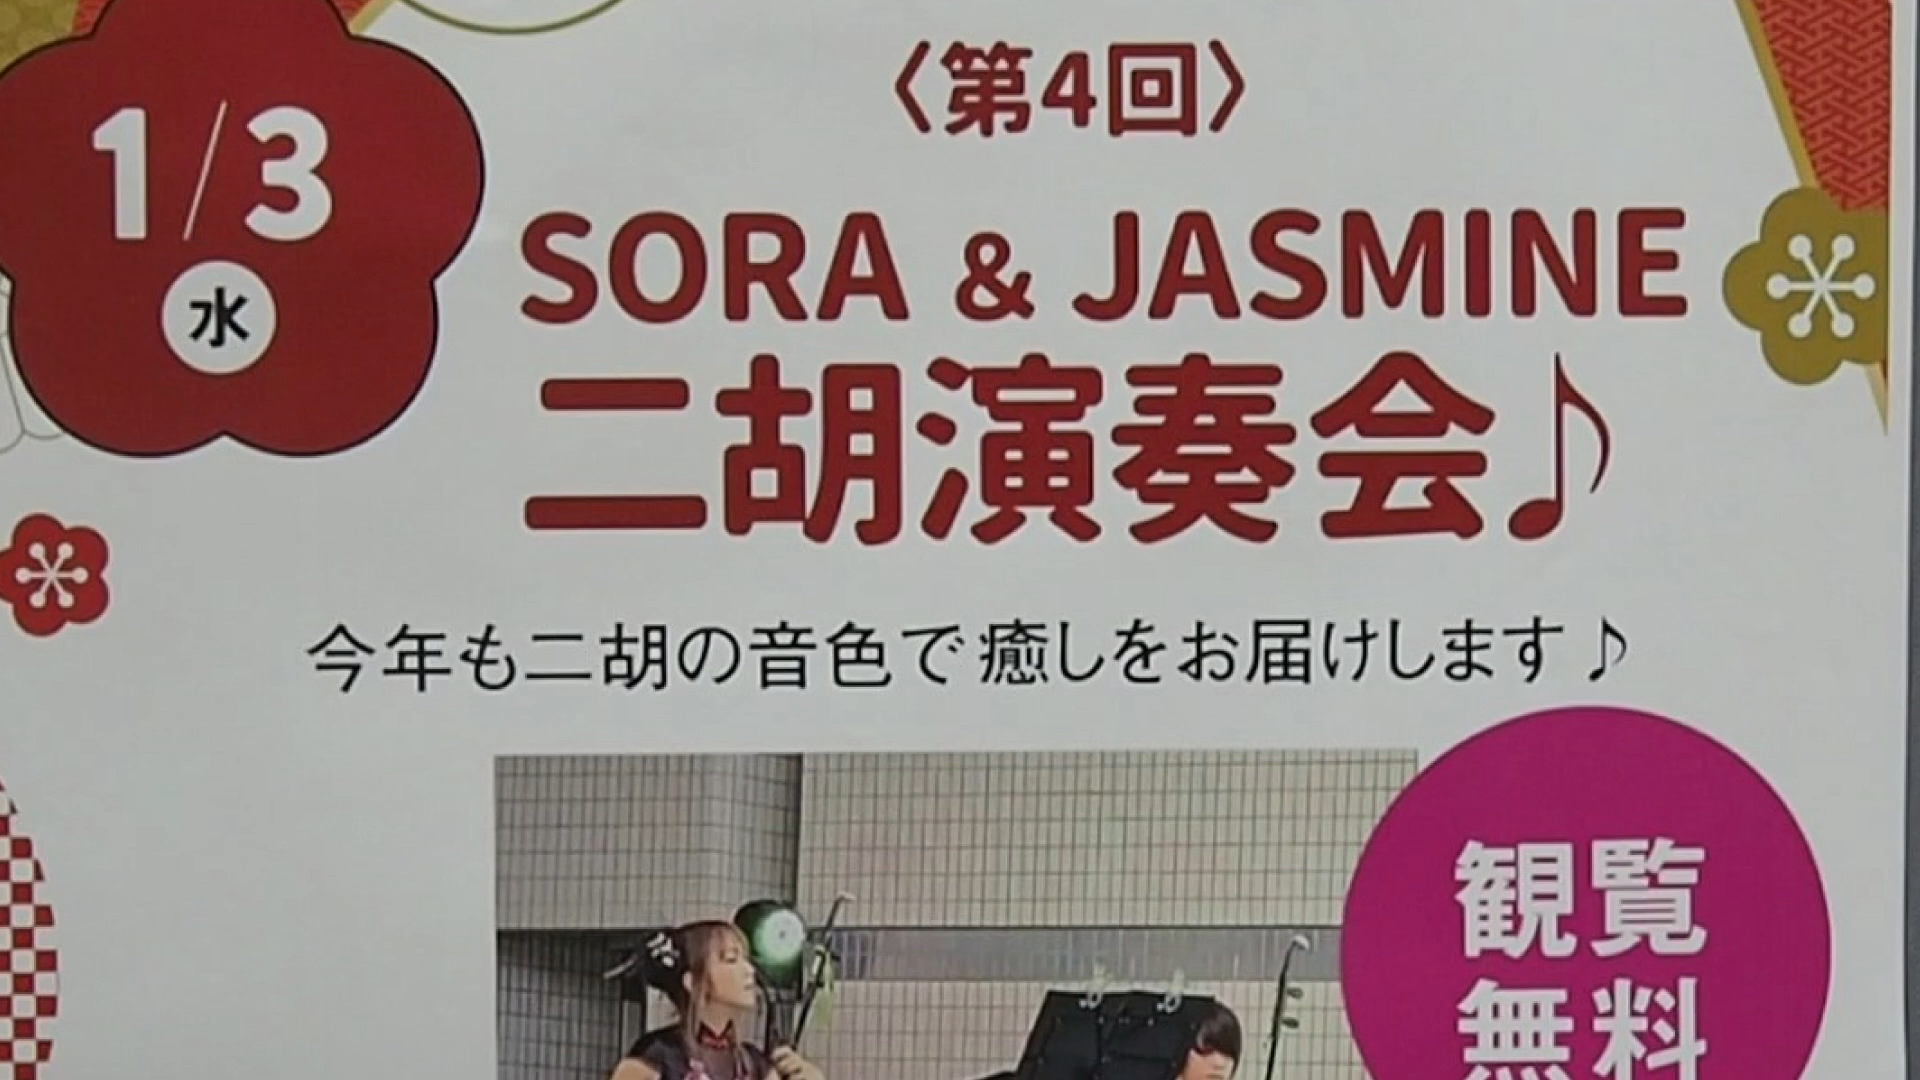 1/3
水
〈第4回〉
SORA & JASMINE
二胡演奏会♪
今年も二胡の音色で癒しをお届けします♪
観覧
無料